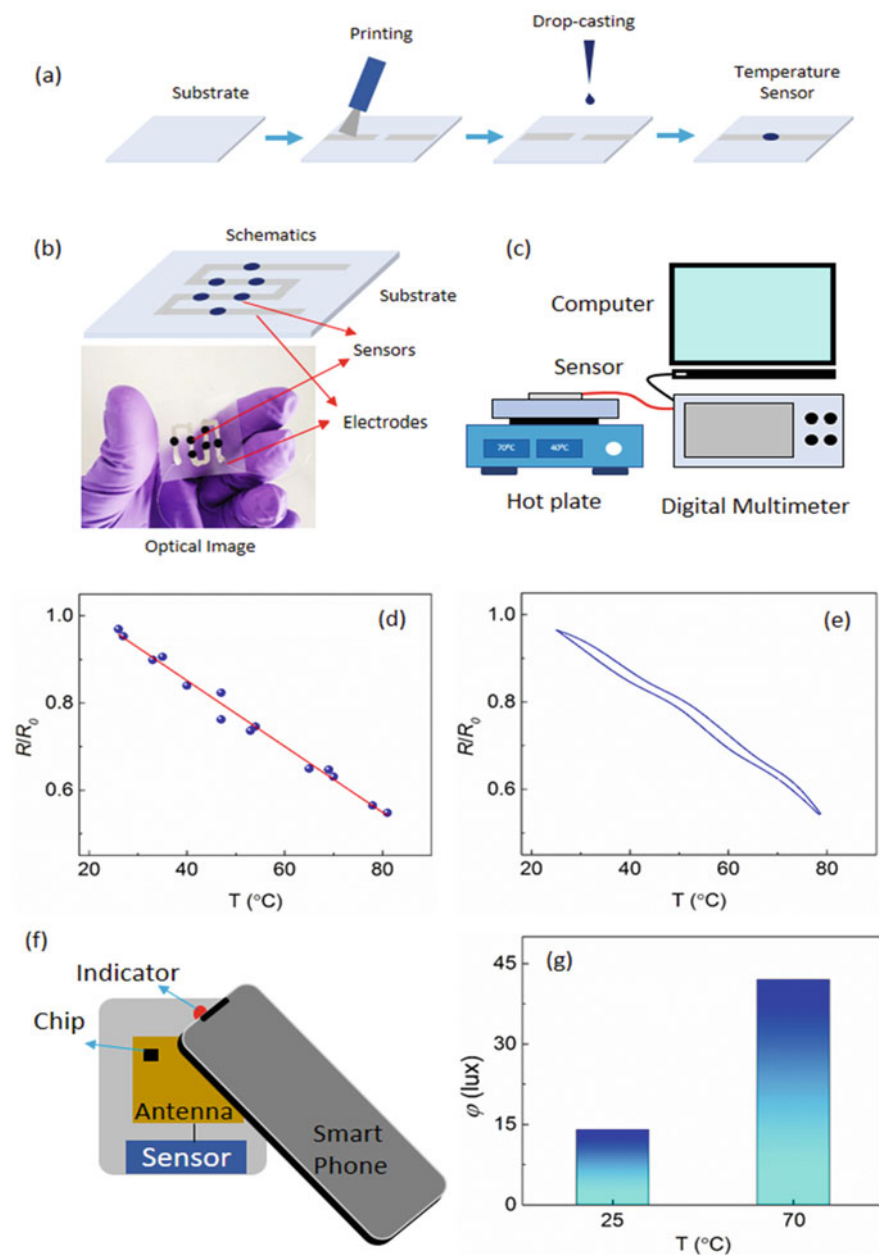 Printing
Drop-casting
(a)
Substrate
Temperature
Sensor
(b)
Schematics
(c)
Substrate
Computer
Sensors
Sensor
Electrodes
70°C
40°C
Hot plate
Digital Multimeter
Optical Image
(d)
1.0
0.8
0.6
R/R0
20
40
60
80
T (°C)
(e)
1.0
0.8
0.6
R/R0
20
40
60
80
T (°C)
(f)
Indicator
Chip
Antenna
Sensor
Smart
Phone
(g)
45
30
15
0
φ (lux)
25
70
T (°C)